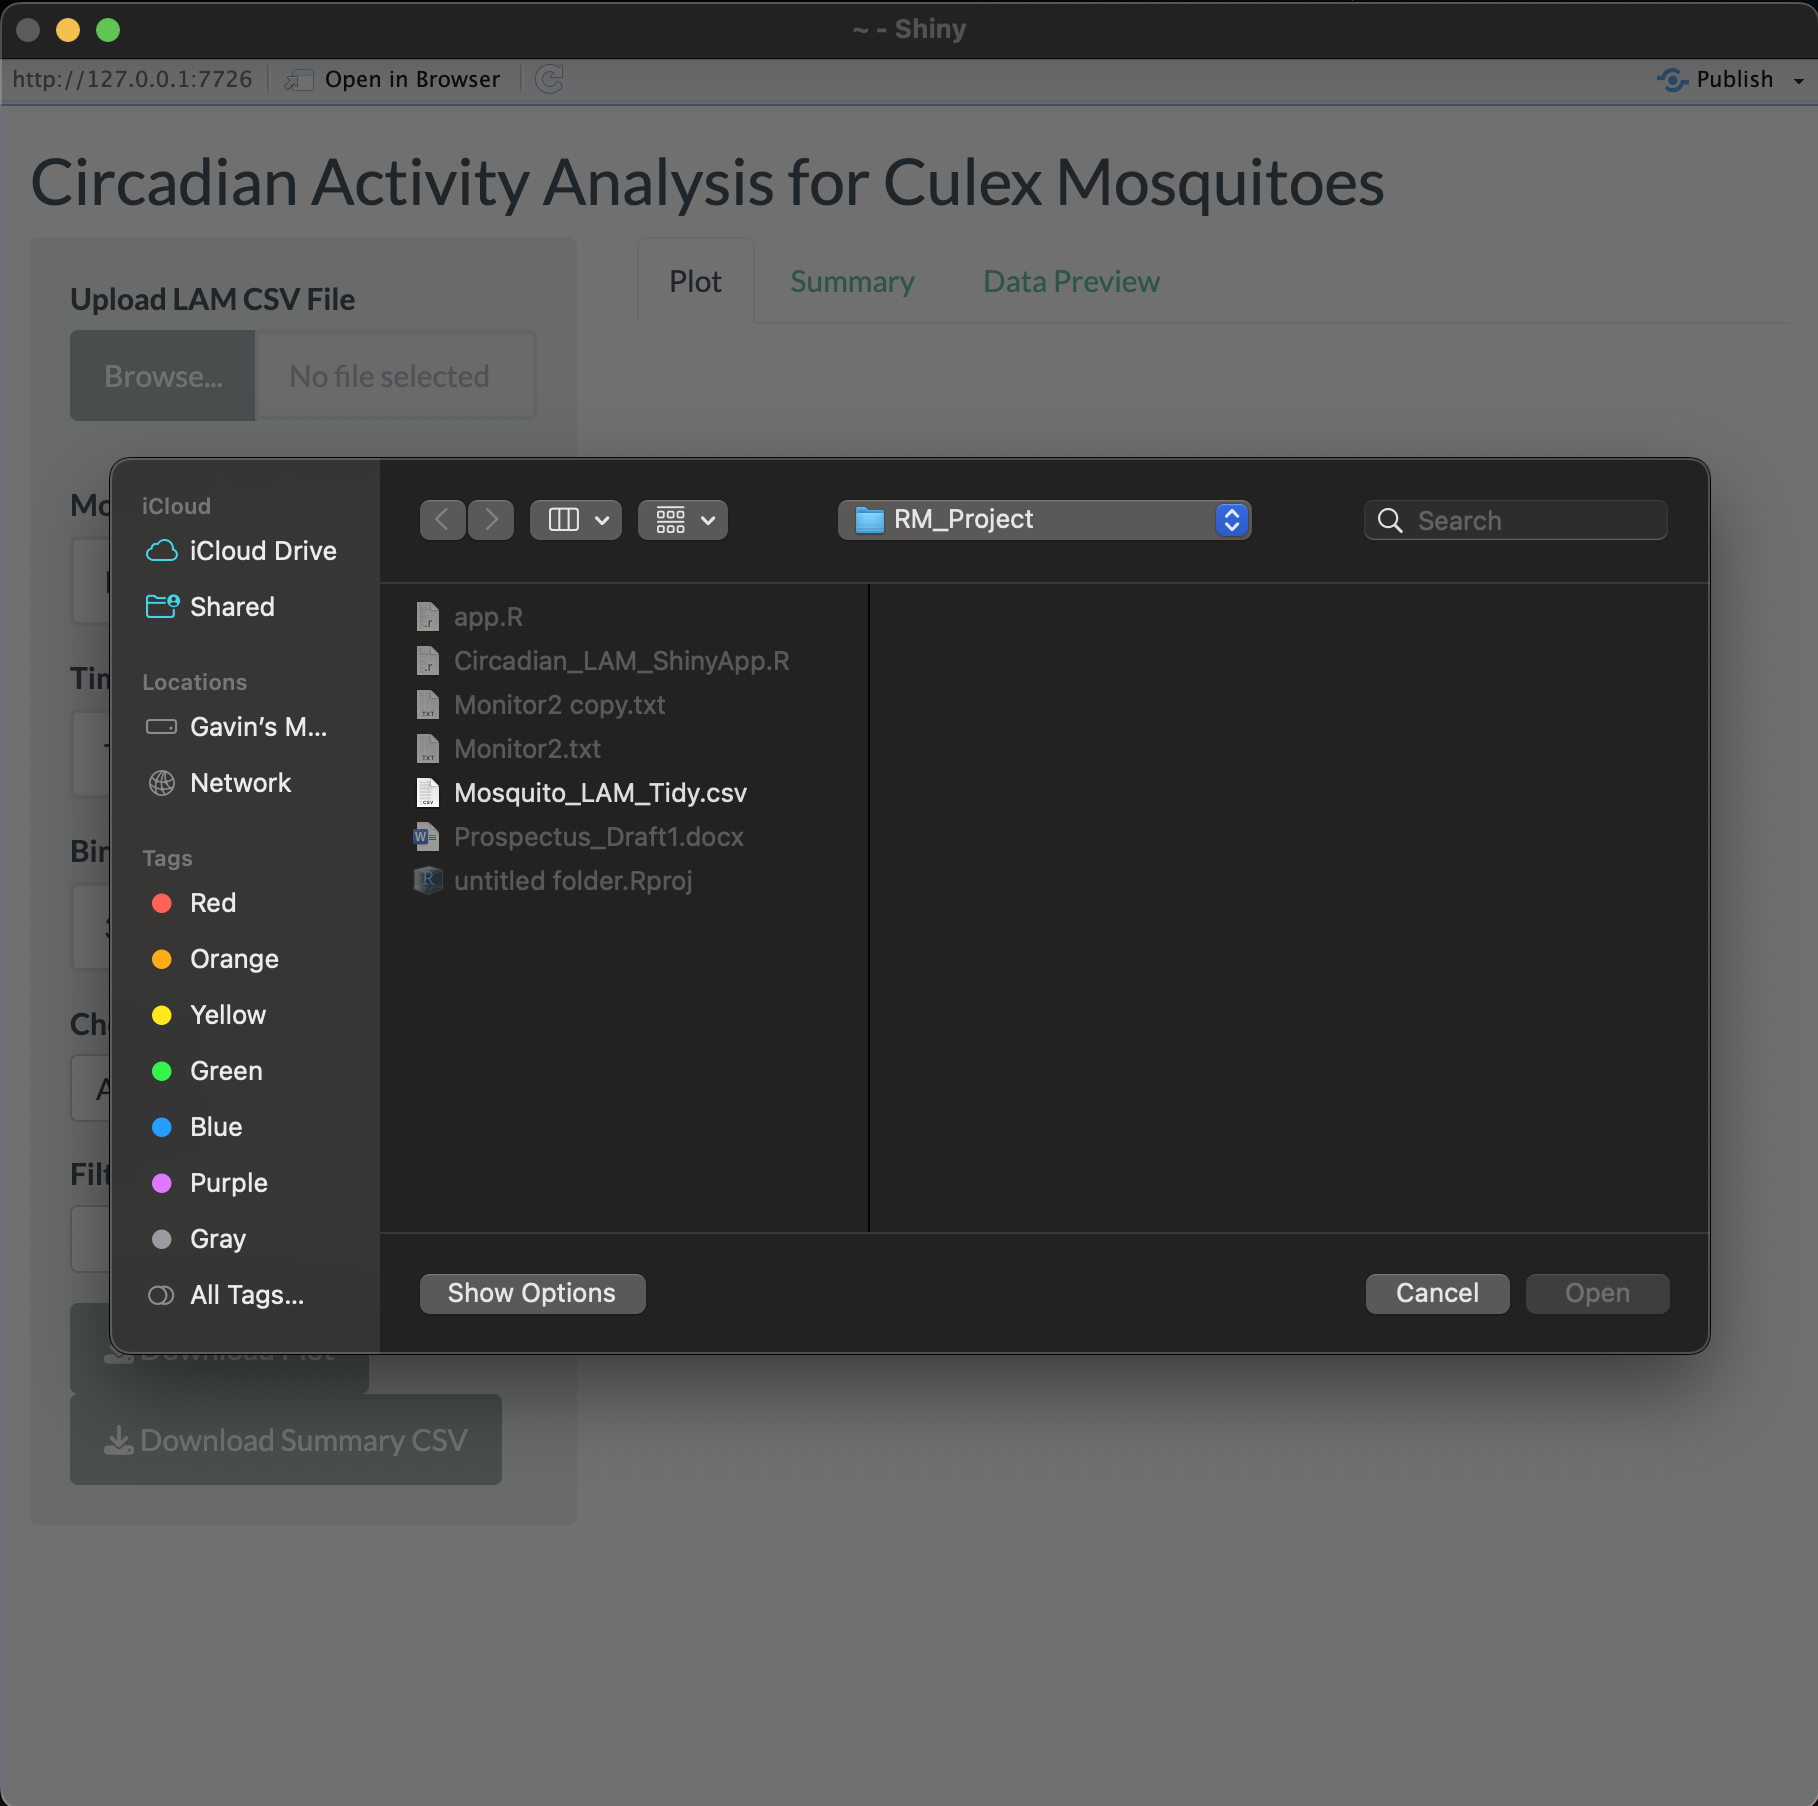 ~ - Shiny
http://127.0.0.1:7726
Open in Browser
Publish
Circadian Activity Analysis for Culex Mosquitoes
Upload LAM CSV File
Browse...
No file selected
Plot
Summary
Data Preview
iCloud
iCloud Drive
Shared
Locations
Gavin's M...
Network
Tags
Red
Orange
Yellow
Green
Blue
Purple
Gray
All Tags...
RM_Project
Search
app.R
Circadian_LAM_ShinyApp.R
Monitor2 copy.txt
Monitor2.txt
Mosquito_LAM_Tidy.csv
Prospectus_Draft1.docx
untitled folder.Rproj
Show Options
Cancel
Open
Download Plot
Download Summary CSV